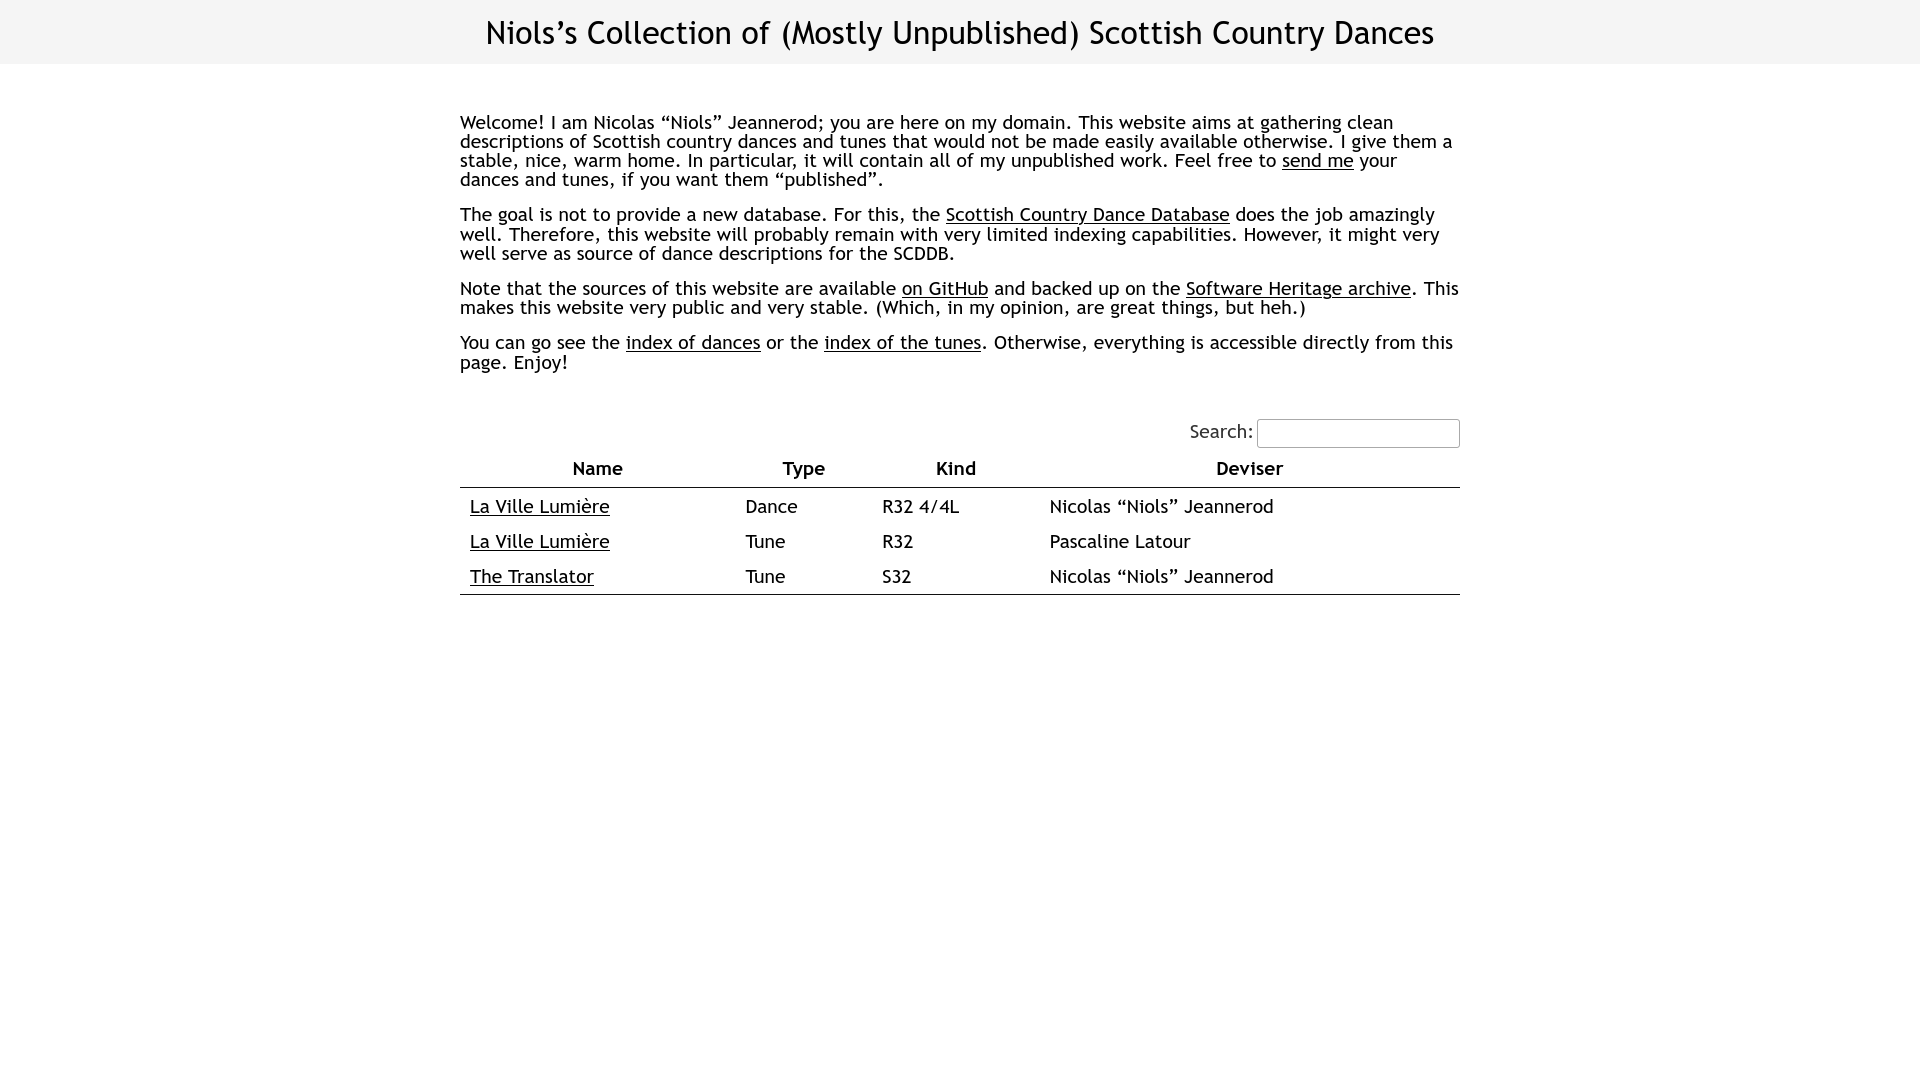 Niols’s Collection of (Mostly Unpublished) Scottish Country Dances
Welcome! I am Nicolas “Niols” Jeannerod; you are here on my domain. This website aims at gathering clean
descriptions of Scottish country dances and tunes that would not be made easily available otherwise. I give them a
stable, nice, warm home. In particular, it will contain all of my unpublished work. Feel free to send me your
dances and tunes, if you want them “published”.
The goal is not to provide a new database. For this, the Scottish Country Dance Database does the job amazingly
well. Therefore, this website will probably remain with very limited indexing capabilities. However, it might very
well serve as source of dance descriptions for the SCDDB.
Note that the sources of this website are available on GitHub and backed up on the Software Heritage archive. This
makes this website very public and very stable. (Which, in my opinion, are great things, but heh.)
You can go see the index of dances or the index of the tunes. Otherwise, everything is accessible directly from this
page. Enjoy!
Search:
Name Type Kind Deviser
La Ville Lumière Dance R32 4/4L Nicolas “Niols” Jeannerod
La Ville Lumière Tune R32 Pascaline Latour
The Translator Tune S32 Nicolas “Niols” Jeannerod